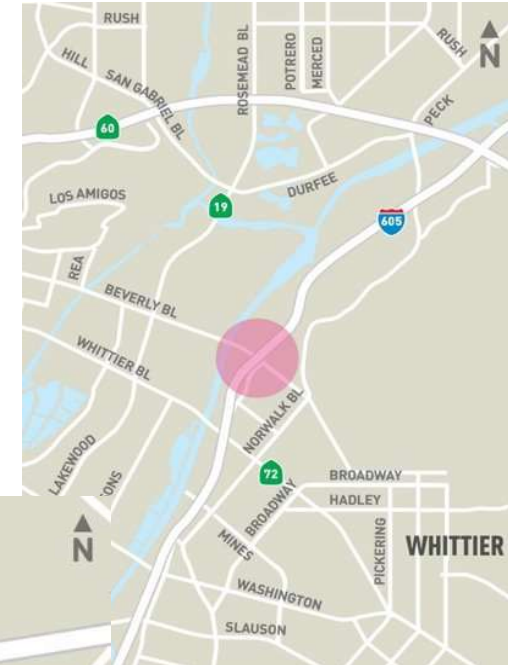 RUSH
HILL
SAN GABRIEL BL
ROSEMEAD BL
POTRERO
MERCED
RUSH
N
60
PECK
DURFEE
LOS AMIGOS
19
605
REA
BEVERLY BL
WHITTIER BL
NORWALK BL
LAKEWOOD
ONS
72
BROADWAY
HADLEY
BROADWAY
N
MINES
PICKERING
WHITTIER
WASHINGTON
SLAUSON